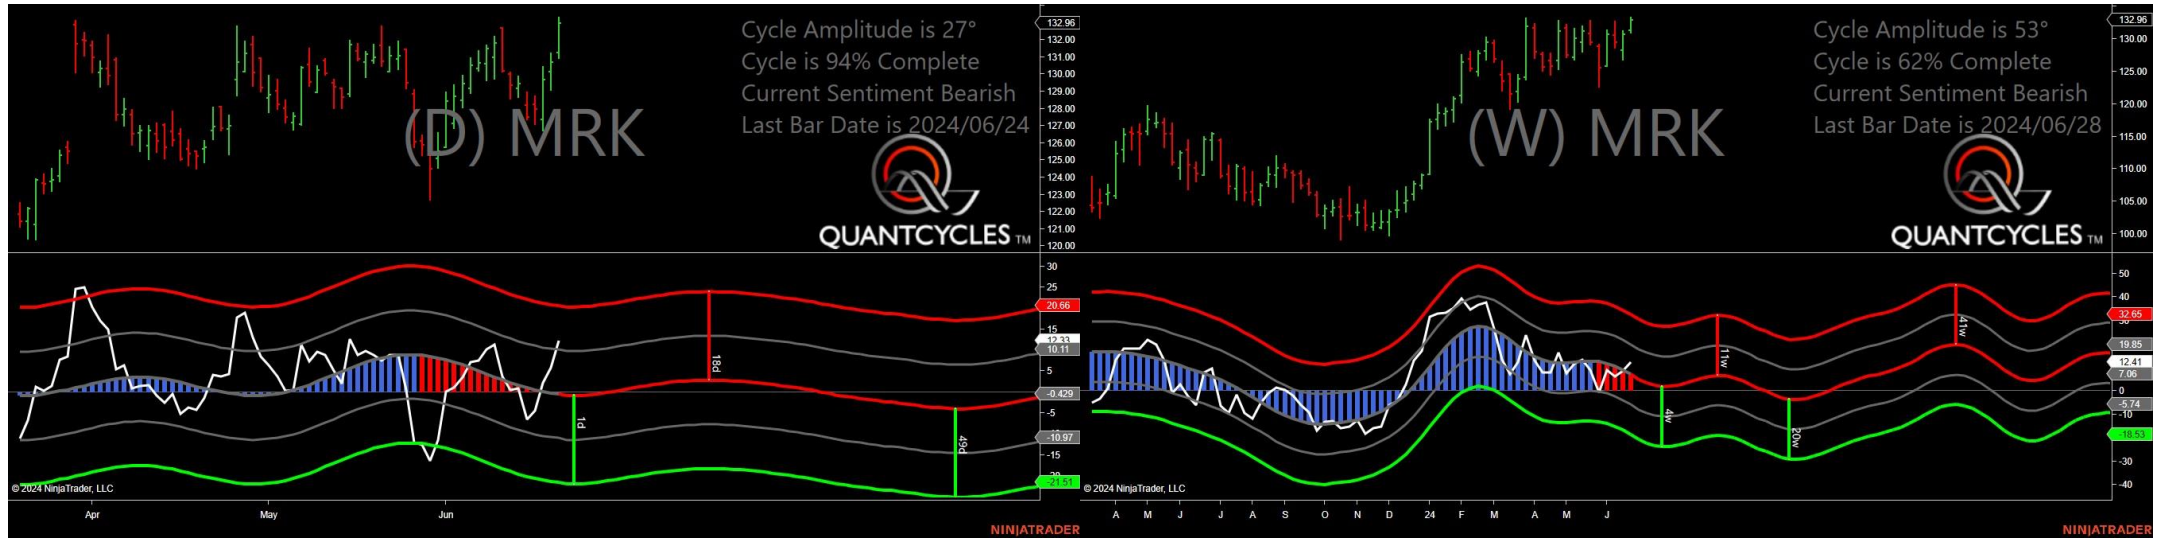 Cycle Amplitude is 27°
Cycle is 94% Complete
Current Sentiment Bearish
Last Bar Date is 2024/06/24
(D) MRK
QUANTCYCLES TM
132.96
132.00
131.00
130.00
129.00
128.00
127.00
126.00
125.00
124.00
123.00
122.00
121.00
120.00
30
25
20.66
15
12.33
10.11
5
-0.429
-5
-10.97
-15
-21.51
18d
1d
49d
© 2024 NinjaTrader, LLC
Apr May Jun
NINJATRADER
Cycle Amplitude is 53°
Cycle is 62% Complete
Current Sentiment Bearish
Last Bar Date is 2024/06/28
(W) MRK
QUANTCYCLES TM
132.96
130.00
125.00
120.00
115.00
110.00
105.00
100.00
50
40
32.65
19.85
12.41
7.06
0
-5.74
-10
-18.53
-30
-40
11w
41w
4w
20w
© 2024 NinjaTrader, LLC
A M J J A S O N D 24 F M A M J
NINJATRADER